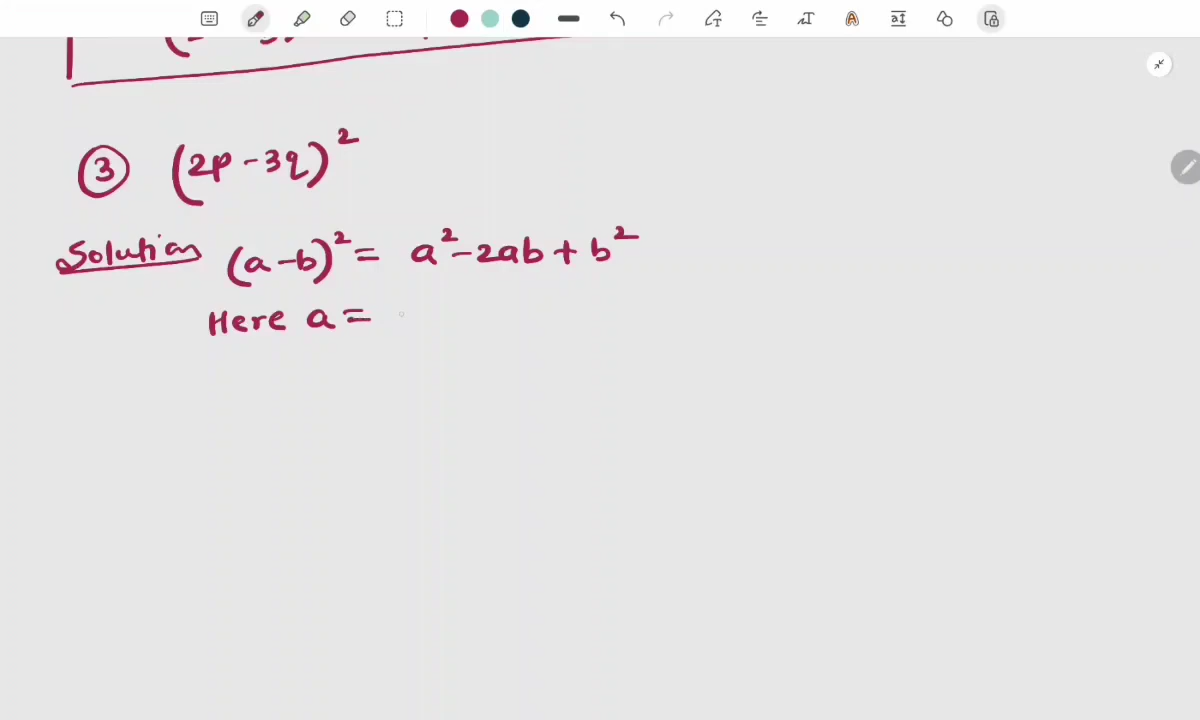 ③ (2p-3q)²
Solution (a-b)² = a²-2ab+b²
Here a =